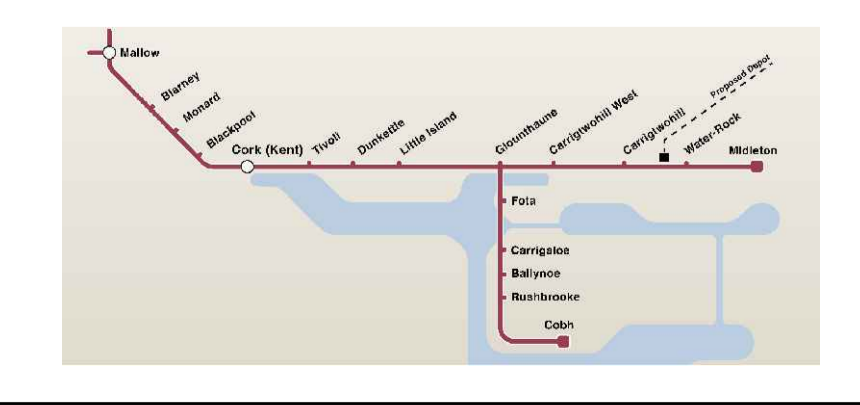 Mallow
Blarney
Monard
Blackpool
Cork (Kent)
Tivoli
Dunkettle
Little Island
Glounthaune
Carrigtwohill West
Carrigtwohill
Proposed Depot
Water-Rock
Midleton
Fota
Carrigaloe
Ballynoe
Rushbrooke
Cobh